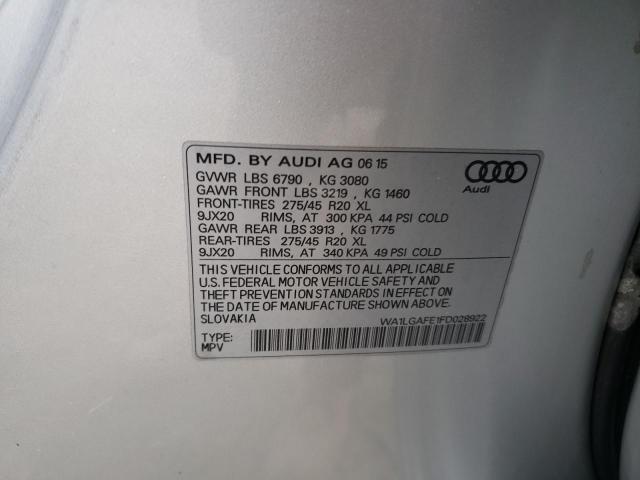 MFD. BY AUDI AG 06 15
GVWR LBS 6790 , KG 3080
GAWR FRONT LBS 3219 , KG 1460
FRONT-TIRES 275/45 R20 XL
9JX20 RIMS, AT 300 KPA 44 PSI COLD
GAWR REAR LBS 3913 , KG 1775
REAR-TIRES 275/45 R20 XL
9JX20 RIMS, AT 340 KPA 49 PSI COLD
Audi
THIS VEHICLE CONFORMS TO ALL APPLICABLE
U.S. FEDERAL MOTOR VEHICLE SAFETY AND
THEFT PREVENTION STANDARDS IN EFFECT ON
THE DATE OF MANUFACTURE SHOWN ABOVE.
SLOVAKIA
WA1LGAFE1FD028922
TYPE:
MPV